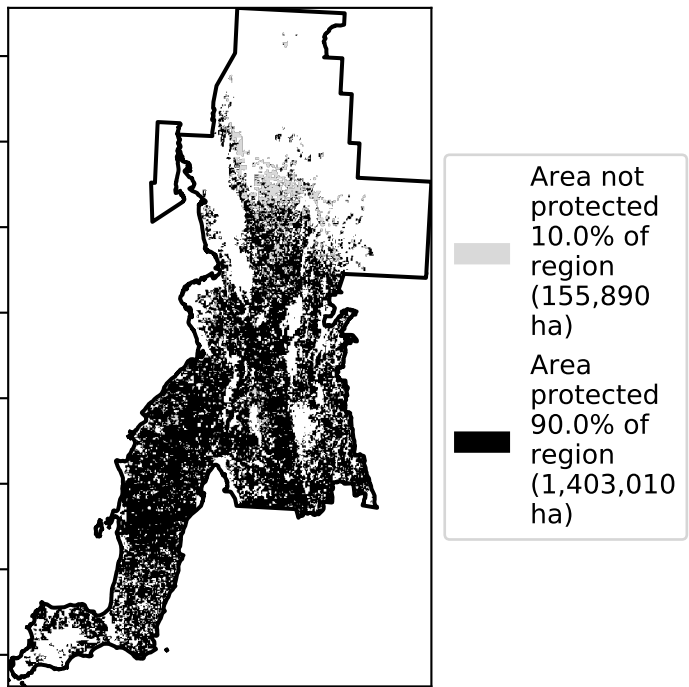 Area not
protected
10.0% of
region
(155,890
ha)
Area
protected
90.0% of
region
(1,403,010
ha)